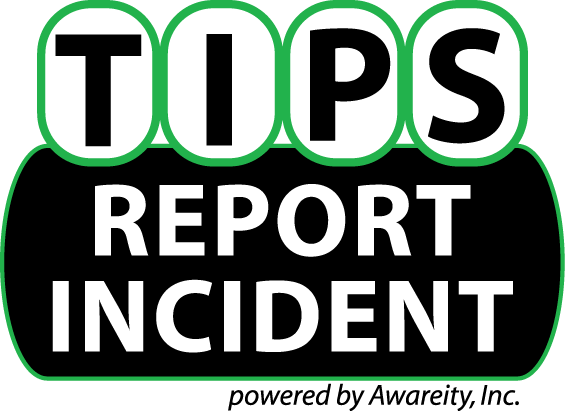 TIPS
REPORT
INCIDENT
powered by Awareity, Inc.